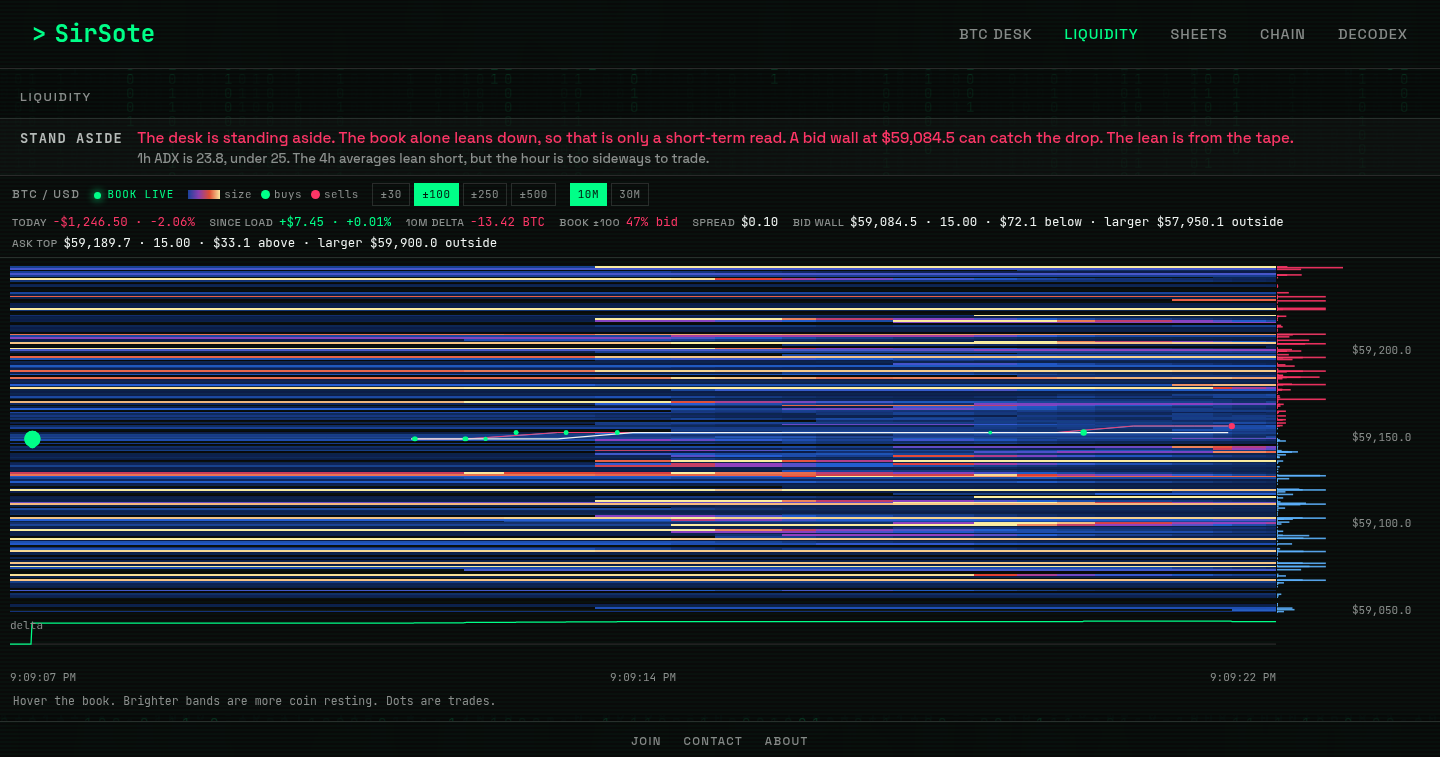 > SirSote
BTC DESK LIQUIDITY SHEETS CHAIN DECODEX
LIQUIDITY
STAND ASIDE The desk is standing aside. The book alone leans down, so that is only a short-term read. A bid wall at $59,084.5 can catch the drop. The lean is from the tape.
1h ADX is 23.8, under 25. The 4h averages lean short, but the hour is too sideways to trade.
BTC / USD BOOK LIVE size buys sells ±30 ±100 ±250 ±500 10M 30M
TODAY -$1,246.50 · -2.06% SINCE LOAD +$7.45 · +0.01% 10M DELTA -13.42 BTC BOOK ±100 47% bid SPREAD $0.10 BID WALL $59,084.5 · 15.00 · $72.1 below · larger $57,950.1 outside
ASK TOP $59,189.7 · 15.00 · $33.1 above · larger $59,900.0 outside
$59,200.0
$59,150.0
$59,100.0
$59,050.0
delta
9:09:07 PM 9:09:14 PM 9:09:22 PM
Hover the book. Brighter bands are more coin resting. Dots are trades.
JOIN CONTACT ABOUT